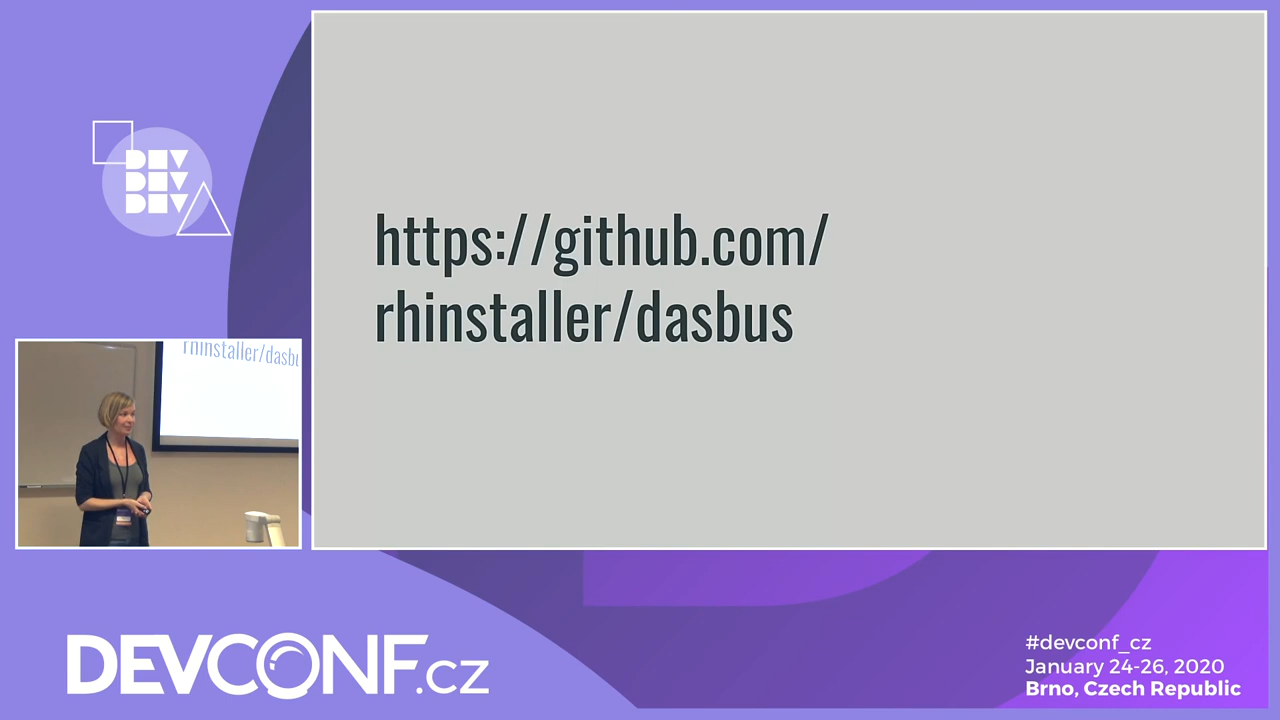 DEV
DEV
DEV
https://github.com/
rhinstaller/dasbus
rhinstaller/dasbu
DEVCONF.cz
#devconf_cz
January 24-26, 2020
Brno, Czech Republic